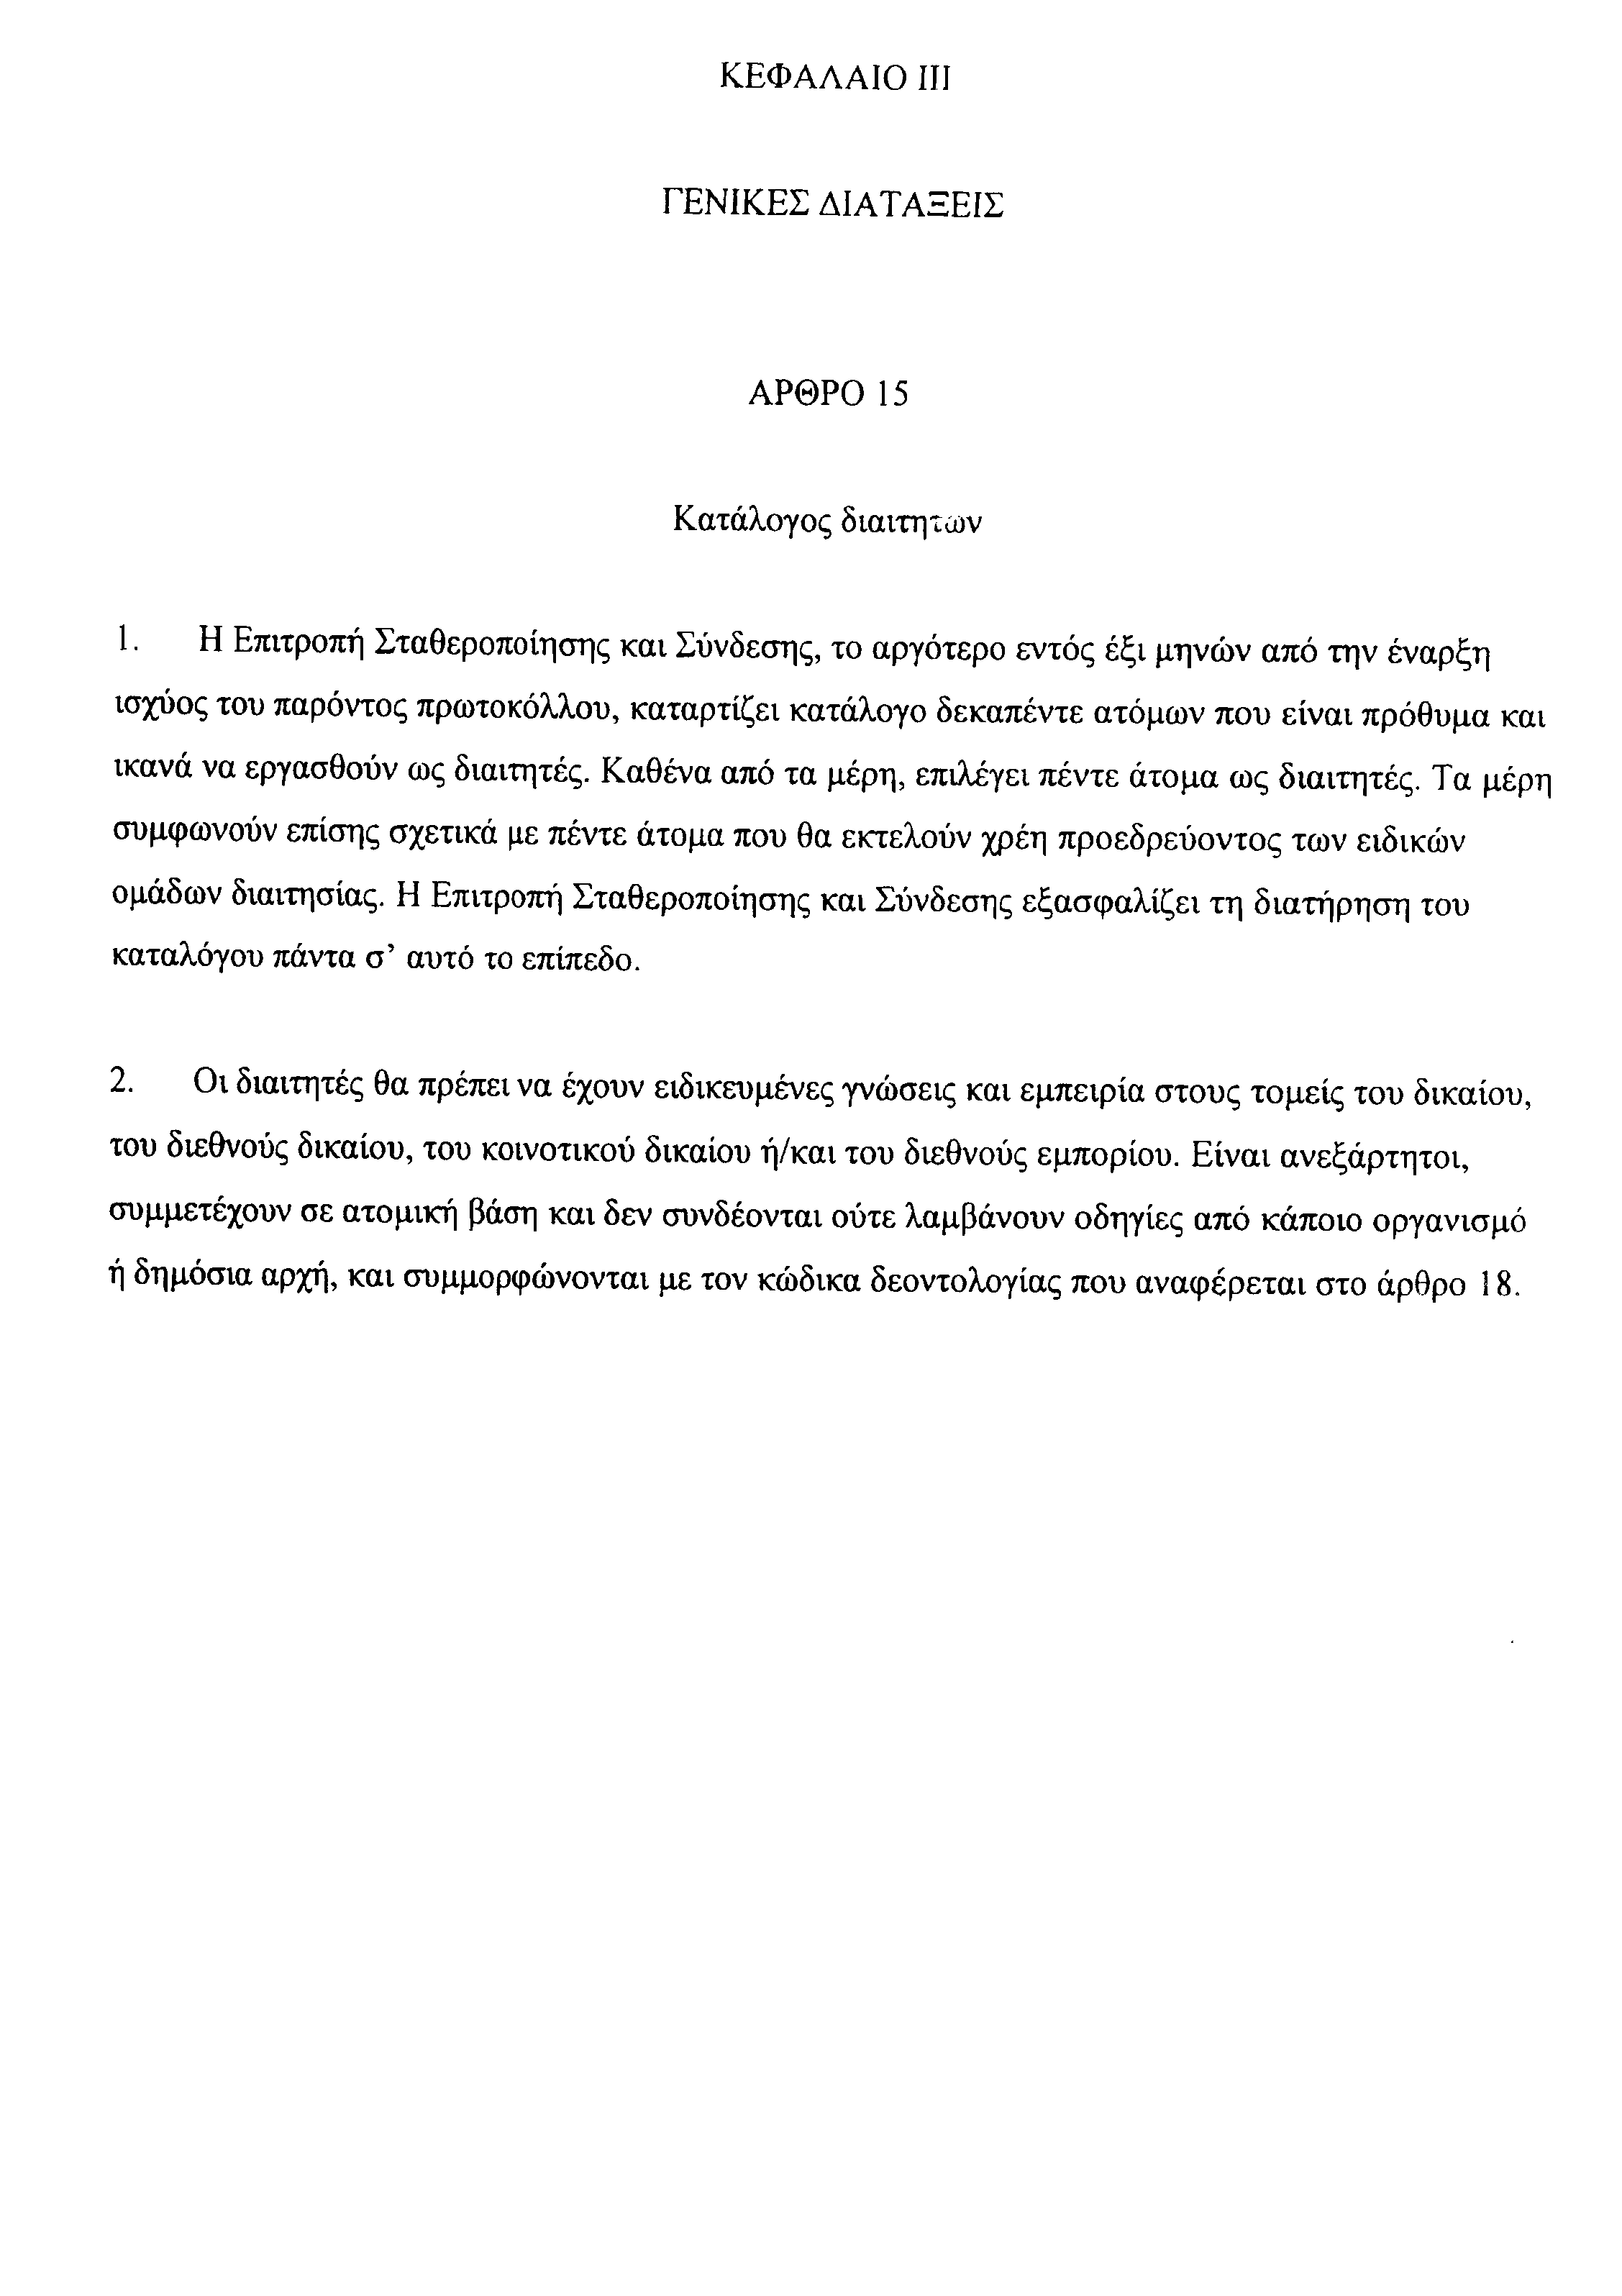 ΚΕΦΑΛΑΙΟ ΙΙΙ
ΓΕΝΙΚΕΣ ΔΙΑΤΑΞΕΙΣ
ΑΡΘΡΟ 15
Κατάλογος διαιτητών
1. Η Επιτροπή Σταθεροποίησης και Σύνδεσης, το αργότερο εντός έξι μηνών από την έναρξη
ισχύος του παρόντος πρωτοκόλλου, καταρτίζει κατάλογο δεκαπέντε ατόμων που είναι πρόθυμα και
ικανά να εργασθούν ως διαιτητές. Καθένα από τα μέρη, επιλέγει πέντε άτομα ως διαιτητές. Τα μέρη
συμφωνούν επίσης σχετικά με πέντε άτομα που θα εκτελούν χρέη προεδρεύοντος των ειδικών
ομάδων διαιτησίας. Η Επιτροπή Σταθεροποίησης και Σύνδεσης εξασφαλίζει τη διατήρηση του
καταλόγου πάντα σ’ αυτό το επίπεδο.
2. Οι διαιτητές θα πρέπει να έχουν ειδικευμένες γνώσεις και εμπειρία στους τομείς του δικαίου,
του διεθνούς δικαίου, του κοινοτικού δικαίου ή/και του διεθνούς εμπορίου. Είναι ανεξάρτητοι,
συμμετέχουν σε ατομική βάση και δεν συνδέονται ούτε λαμβάνουν οδηγίες από κάποιο οργανισμό
ή δημόσια αρχή, και συμμορφώνονται με τον κώδικα δεοντολογίας που αναφέρεται στο άρθρο 18.